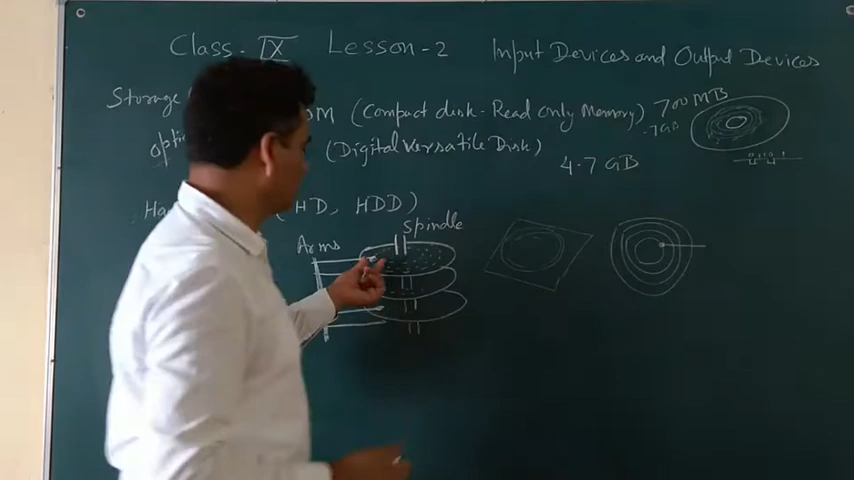 Class - IX Lesson - 2 Input Devices and Output Devices
Storage
(Compact disk - Read only Memory) 700 MB
.7GB
(Digital Versatile Disk)
4.7 GB
HD, HDD)
Spindle
Arms